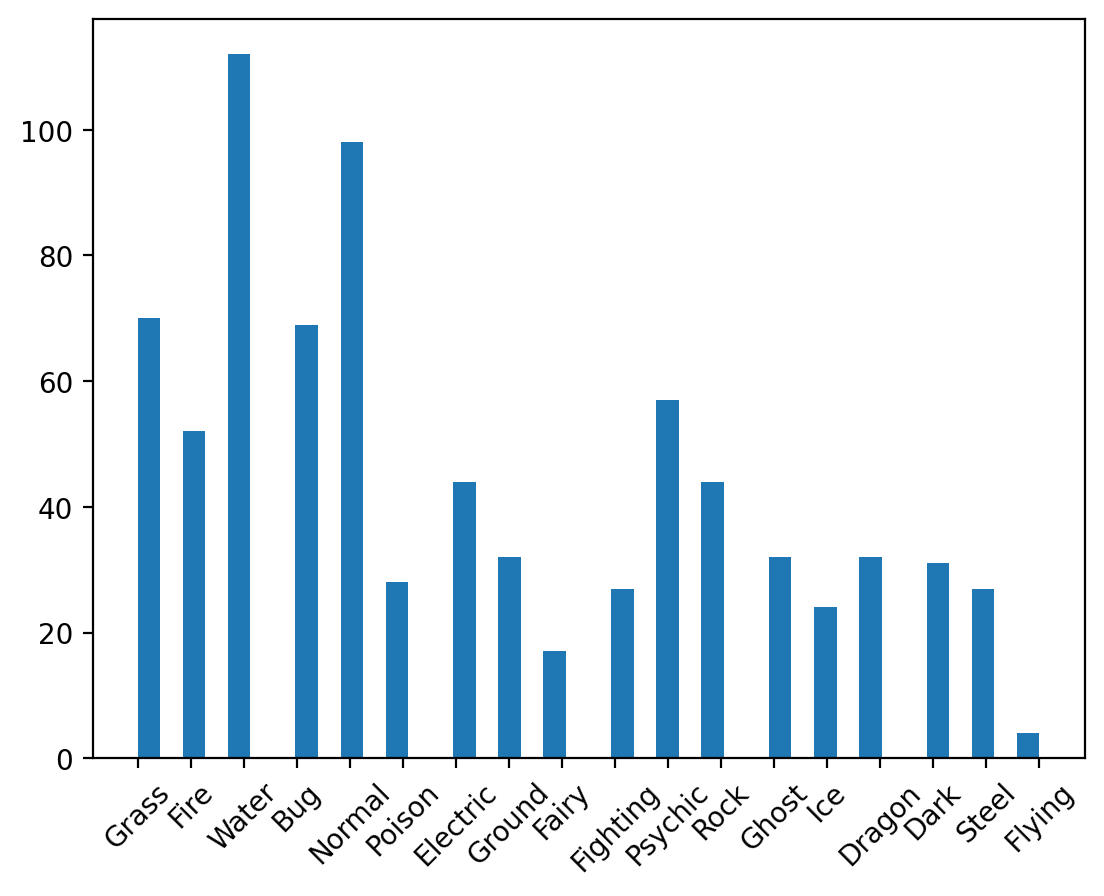 100
80
60
40
20
0
Grass
Fire
Water
Bug
Normal
Poison
Electric
Ground
Fairy
Fighting
Psychic
Rock
Ghost
Ice
Dragon
Dark
Steel
Flying